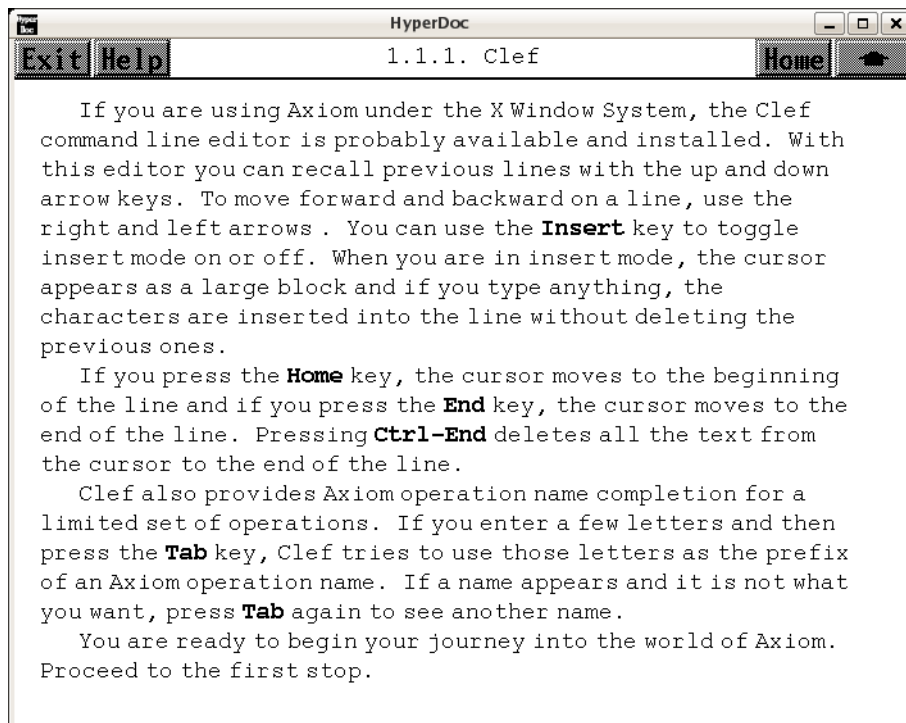 Hyper
Doc
HyperDoc
Exit Help
1.1.1. Clef
Home
If you are using Axiom under the X Window System, the Clef
command line editor is probably available and installed. With
this editor you can recall previous lines with the up and down
arrow keys. To move forward and backward on a line, use the
right and left arrows . You can use the Insert key to toggle
insert mode on or off. When you are in insert mode, the cursor
appears as a large block and if you type anything, the
characters are inserted into the line without deleting the
previous ones.
If you press the Home key, the cursor moves to the beginning
of the line and if you press the End key, the cursor moves to the
end of the line. Pressing Ctrl-End deletes all the text from
the cursor to the end of the line.
Clef also provides Axiom operation name completion for a
limited set of operations. If you enter a few letters and then
press the Tab key, Clef tries to use those letters as the prefix
of an Axiom operation name. If a name appears and it is not what
you want, press Tab again to see another name.
You are ready to begin your journey into the world of Axiom.
Proceed to the first stop.